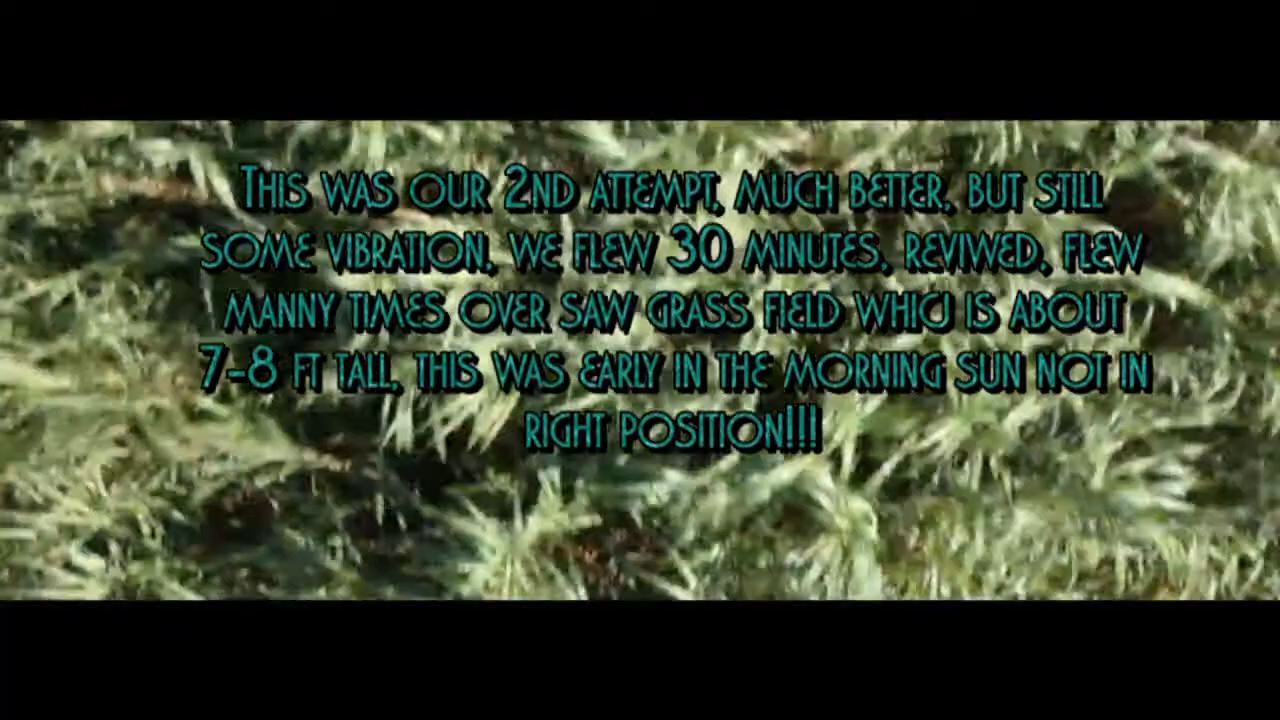 This was our 2nd attempt, much better, but still
some vibration, we flew 30 minutes, reviwed, flew
manny times over saw grass field whicj is about
7-8 ft tall, this was early in the morning sun not in
right position!!!